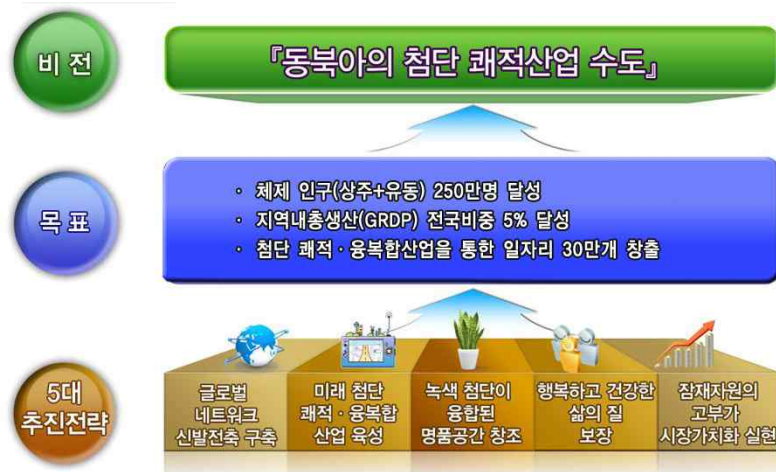 비 전
『동북아의 첨단 쾌적산업 수도』
목 표
· 체제 인구(상주+유동) 250만명 달성
· 지역내총생산(GRDP) 전국비중 5% 달성
· 첨단 쾌적·융복합산업을 통한 일자리 30만개 창출
5대
추진전략
글로벌
네트워크
신발전축 구축
미래 첨단
쾌적·융복합
산업 육성
녹색 첨단이
융합된
명품공간 창조
행복하고 건강한
삶의 질
보장
잠재자원의
고부가
시장가치화 실현